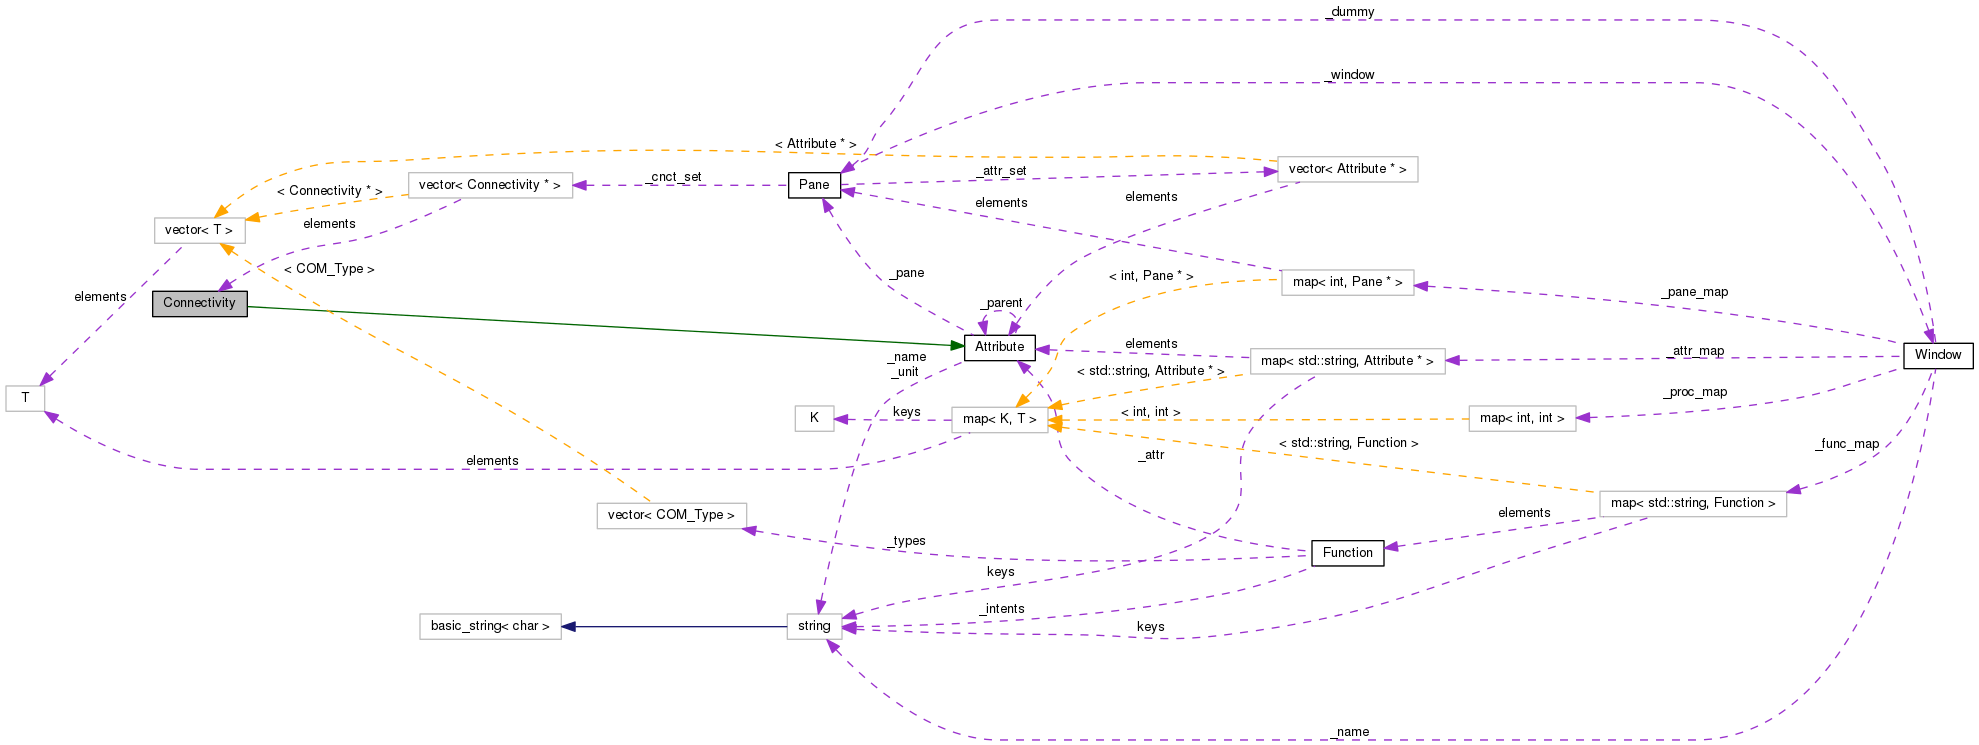 _dummy
_window
< Attribute * >
vector< Attribute * >
_attr_set
_cnct_set
Pane
vector< Connectivity * >
< Connectivity * >
elements
elements
elements
vector< T >
< COM_Type >
_pane
< int, Pane * >
map< int, Pane * >
_pane_map
elements
Connectivity
_parent
Attribute
elements
_attr_map
Window
_name
_unit
map< std::string, Attribute * >
< std::string, Attribute * >
_proc_map
T
K
keys
map< K, T >
< int, int >
map< int, int >
_attr
< std::string, Function >
_func_map
elements
vector< COM_Type >
map< std::string, Function >
elements
_types
Function
keys
_intents
basic_string< char >
string
keys
_name